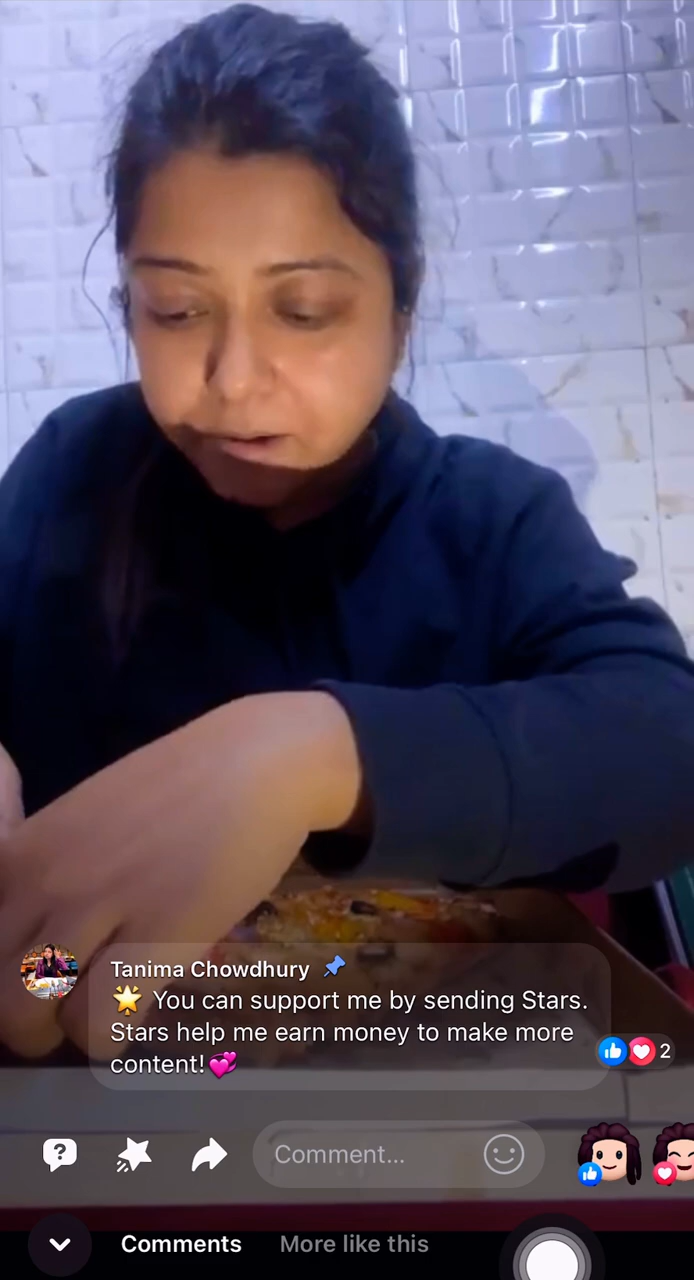 Tanima Chowdhury 📌
🌟 You can support me by sending Stars.
Stars help me earn money to make more
content!💞
2
Comment...
Comments More like this